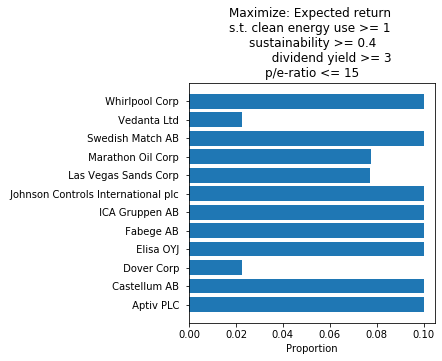 Maximize: Expected return
s.t. clean energy use >= 1
sustainability >= 0.4
dividend yield >= 3
p/e-ratio <= 15
Whirlpool Corp
Vedanta Ltd
Swedish Match AB
Marathon Oil Corp
Las Vegas Sands Corp
Johnson Controls International plc
ICA Gruppen AB
Fabege AB
Elisa OYJ
Dover Corp
Castellum AB
Aptiv PLC
0.00 0.02 0.04 0.06 0.08 0.10
Proportion